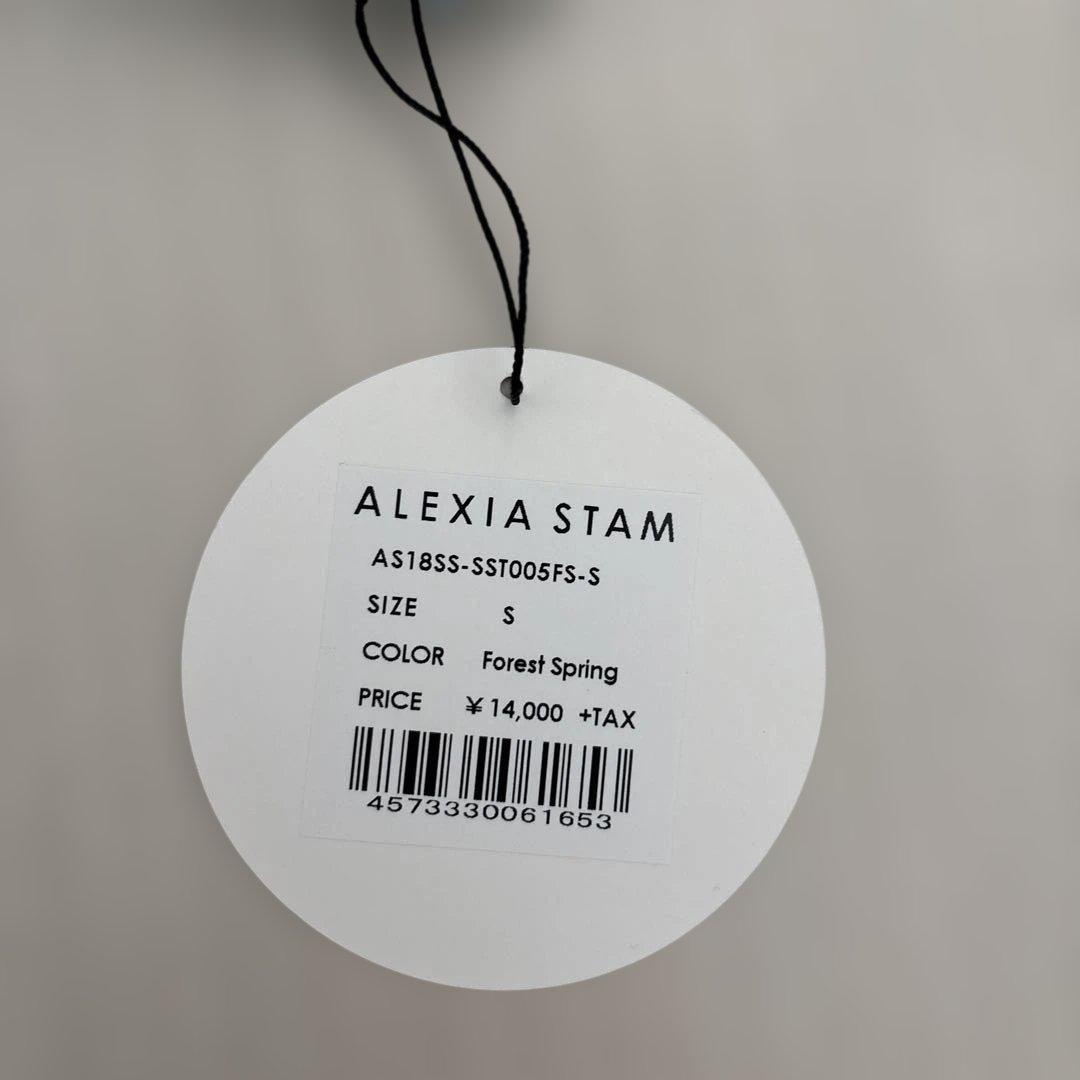 ALEXIA STAM
AS18SS-SST005FS-S
SIZE S
COLOR Forest Spring
PRICE ¥14,000 +TAX
4573330061653